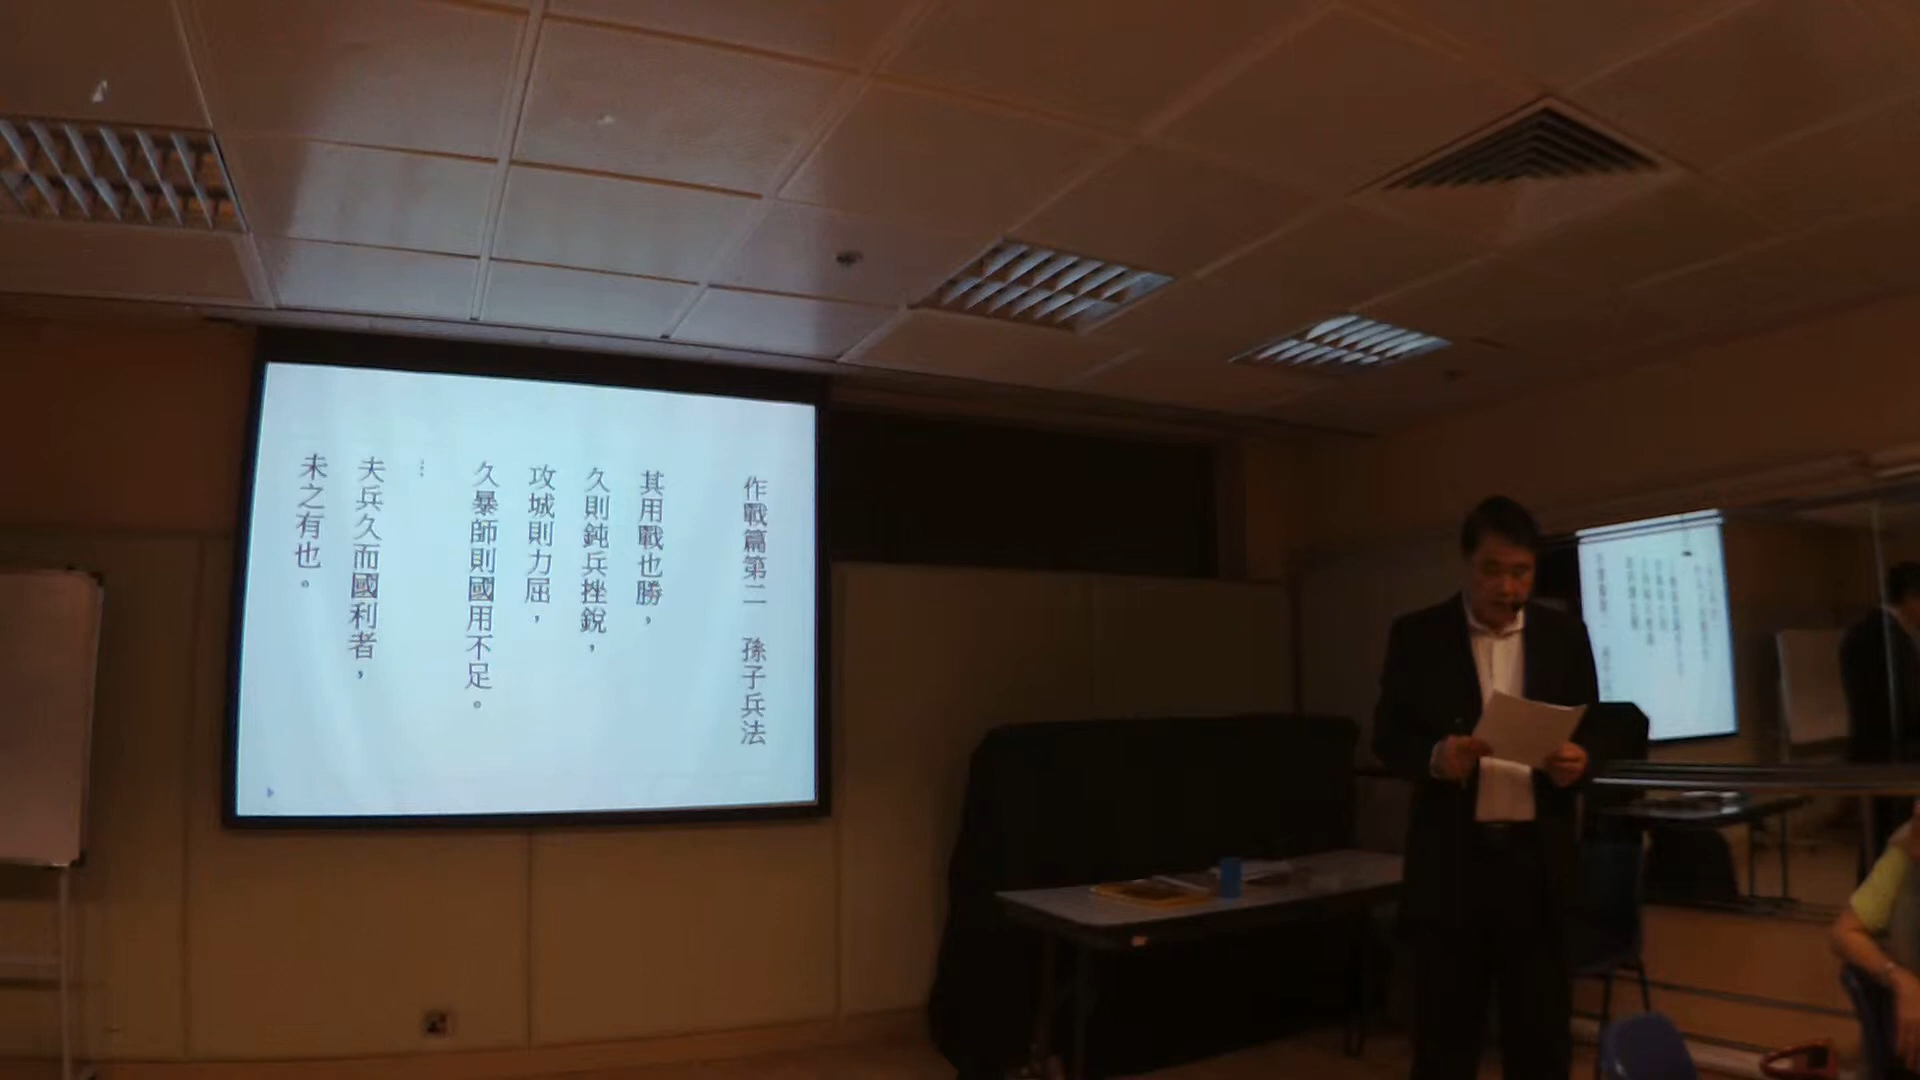 作戰篇第二 孫子兵法
其用戰也勝，
久則鈍兵挫銳，
攻城則力屈，
久暴師則國用不足。
…
夫兵久而國利者，
未之有也。